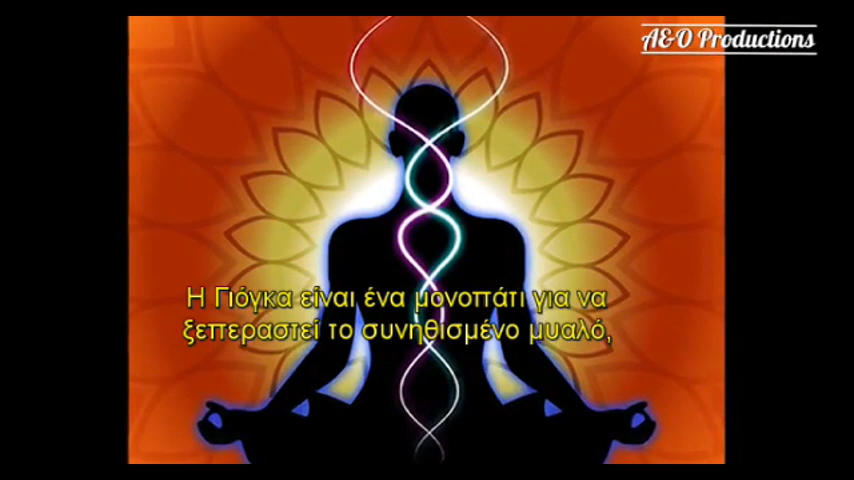 A&O Productions
Η Γιόγκα είναι ένα μονοπάτι για να
ξεπεραστεί το συνηθισμένο μυαλό,